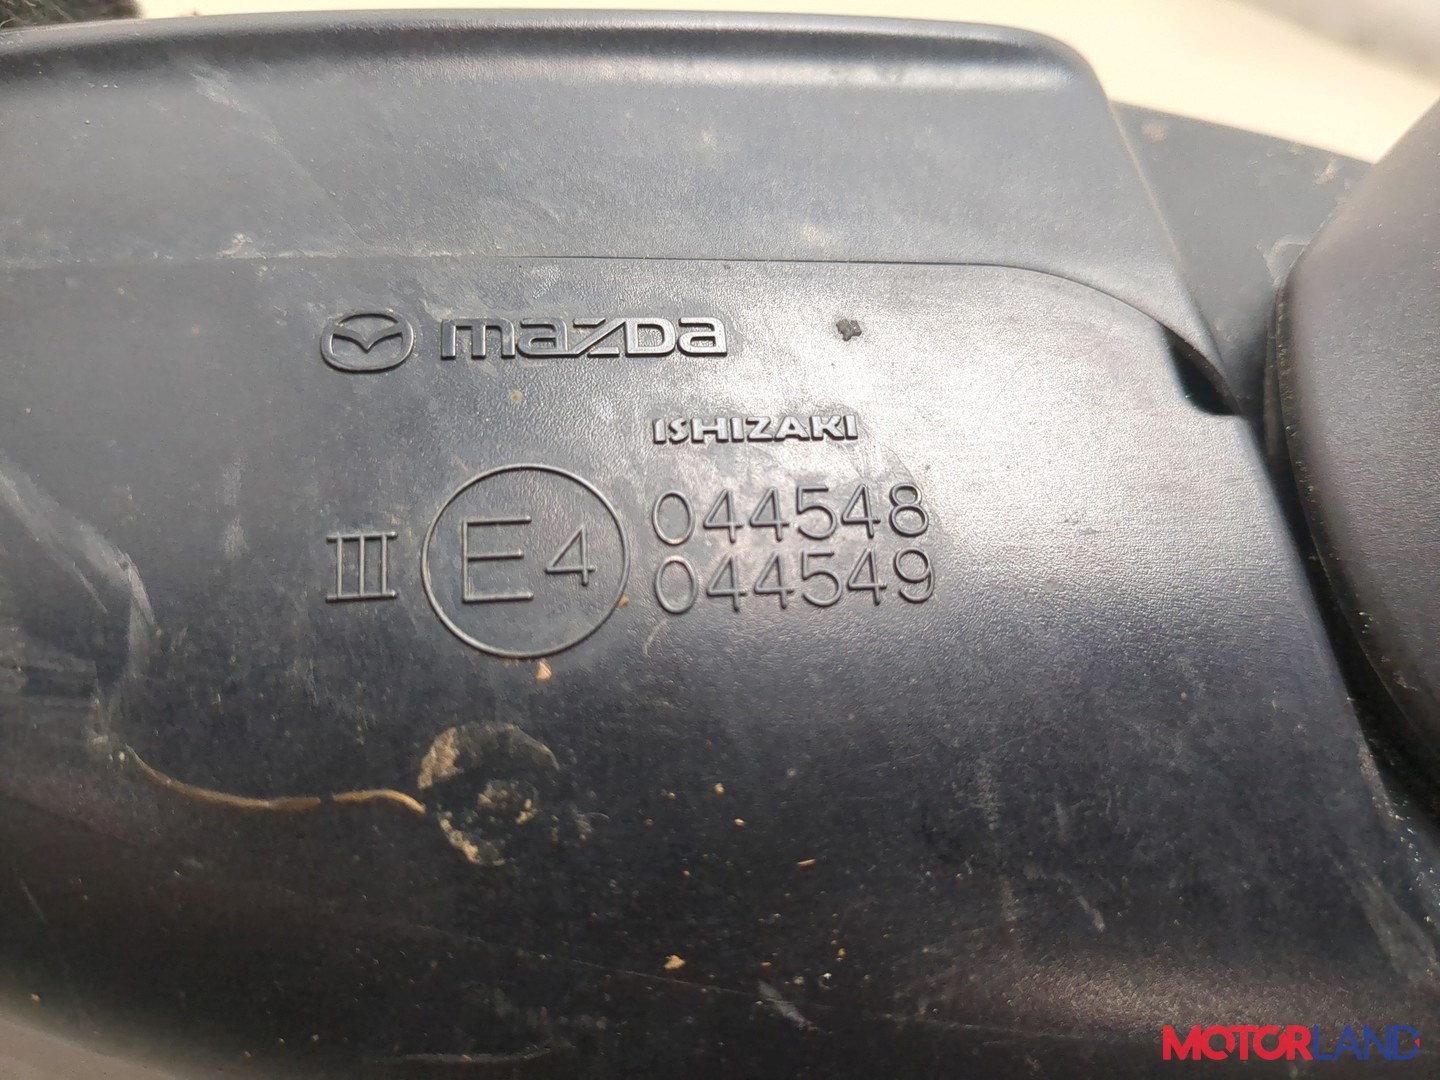 mazda
ISHIZAKI
III E4 044548
044549
MOTORLAND